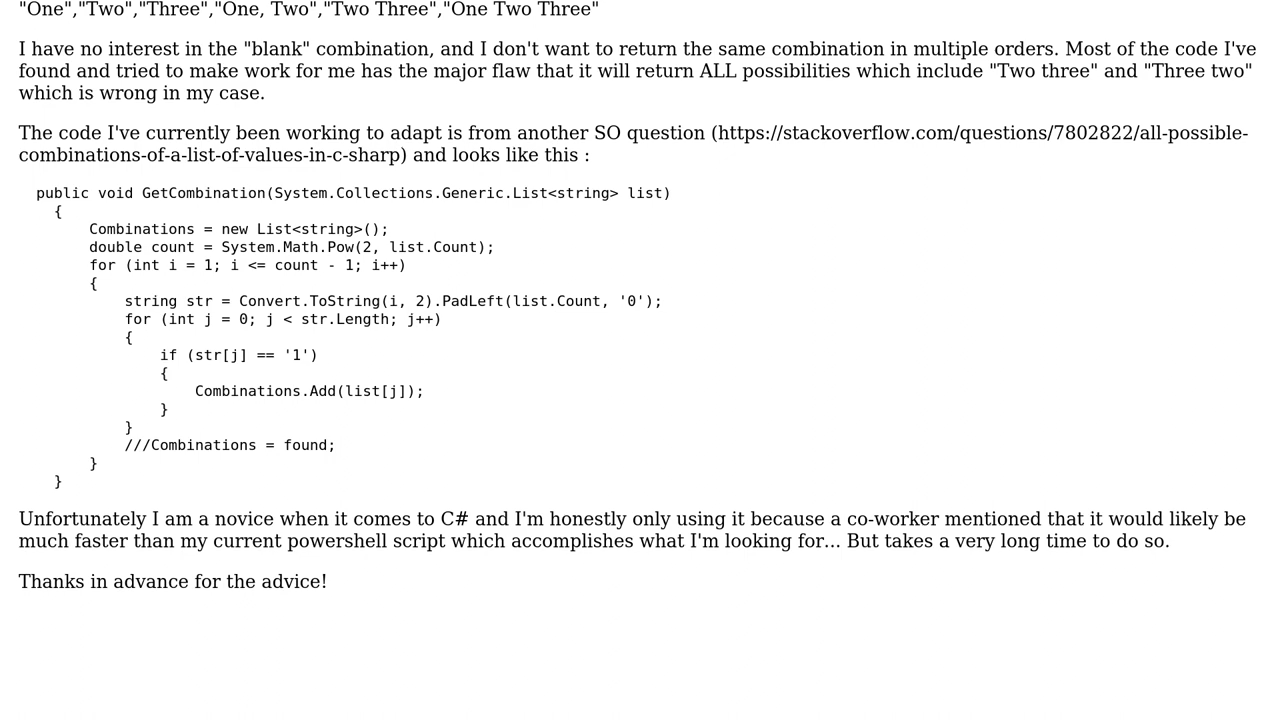 "One","Two","Three","One, Two","Two Three","One Two Three"
I have no interest in the "blank" combination, and I don't want to return the same combination in multiple orders. Most of the code I've
found and tried to make work for me has the major flaw that it will return ALL possibilities which include "Two three" and "Three two"
which is wrong in my case.
The code I've currently been working to adapt is from another SO question (https://stackoverflow.com/questions/7802822/all-possible-
combinations-of-a-list-of-values-in-c-sharp) and looks like this :
public void GetCombination(System.Collections.Generic.List<string> list)
{
Combinations = new List<string>();
double count = System.Math.Pow(2, list.Count);
for (int i = 1; i <= count - 1; i++)
{
string str = Convert.ToString(i, 2).PadLeft(list.Count, '0');
for (int j = 0; j < str.Length; j++)
{
if (str[j] == '1')
{
Combinations.Add(list[j]);
}
}
///Combinations = found;
}
}
Unfortunately I am a novice when it comes to C# and I'm honestly only using it because a co-worker mentioned that it would likely be
much faster than my current powershell script which accomplishes what I'm looking for... But takes a very long time to do so.
Thanks in advance for the advice!